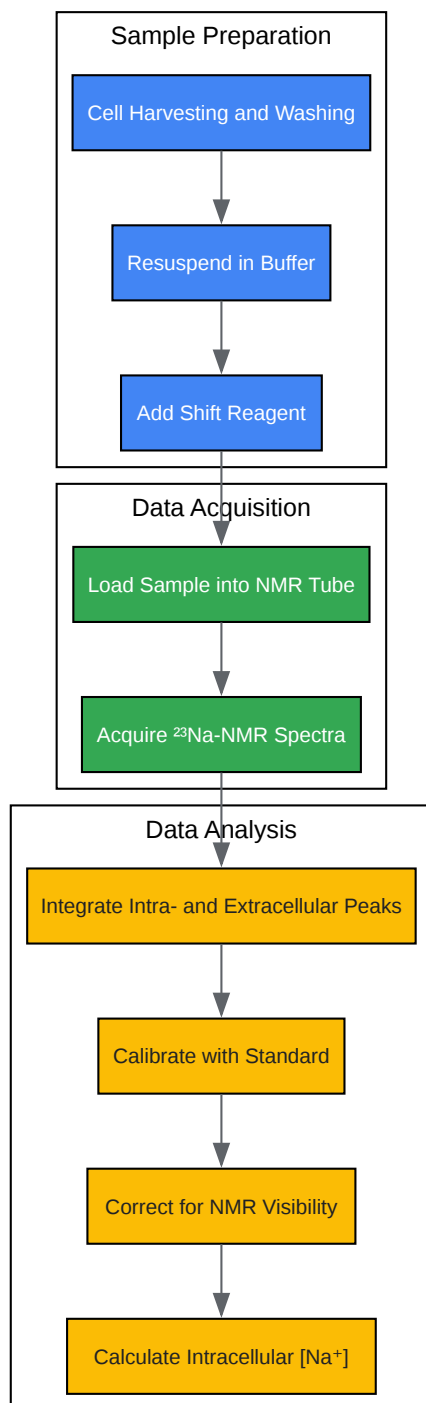 Sample Preparation
Cell Harvesting and Washing
Resuspend in Buffer
Add Shift Reagent
Data Acquisition
Load Sample into NMR Tube
Acquire ²³Na-NMR Spectra
Data Analysis
Integrate Intra- and Extracellular Peaks
Calibrate with Standard
Correct for NMR Visibility
Calculate Intracellular [Na⁺]